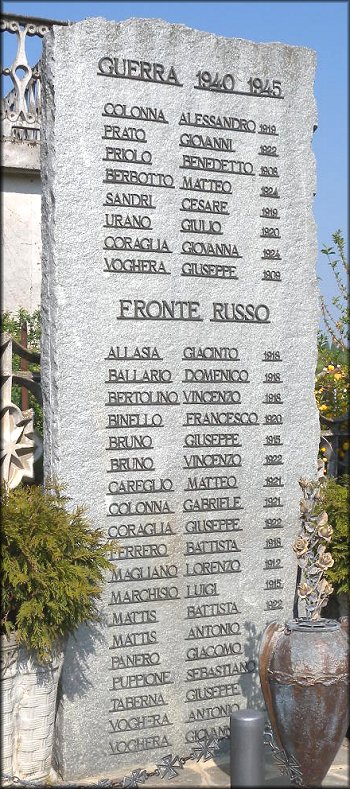 GUERRA 1940 1945
COLONNA ALESSANDRO 1919
PRATO GIOVANNI 1922
PRIOLO BENEDETTO 1908
BERBOTTO MATTEO 1924
SANDRI CESARE 1919
URANO GIULIO 1920
CORAGLIA GIOVANNA 1924
VOGHERA GIUSEPPE 1909
FRONTE RUSSO
ALLASIA GIACINTO 1918
BALLARIO DOMENICO 1918
BERTOLINO VINCENZO 1918
BINELLO FRANCESCO 1920
BRUNO GIUSEPPE 1915
BRUNO VINCENZO 1922
CAREGLIO MATTEO 1921
COLONNA GABRIELE 1921
CORAGLIA GIUSEPPE 1922
FERRERO BATTISTA 1918
MAGLIANO LORENZO 1912
MARCHISIO LUIGI 1915
MATTIS BATTISTA 1922
MATTIS ANTONIO
PANERO GIACOMO
PUPPIONE SEBASTIANO
TABERNA GIUSEPPE
VOGHERA ANTONIO
VOGHERA